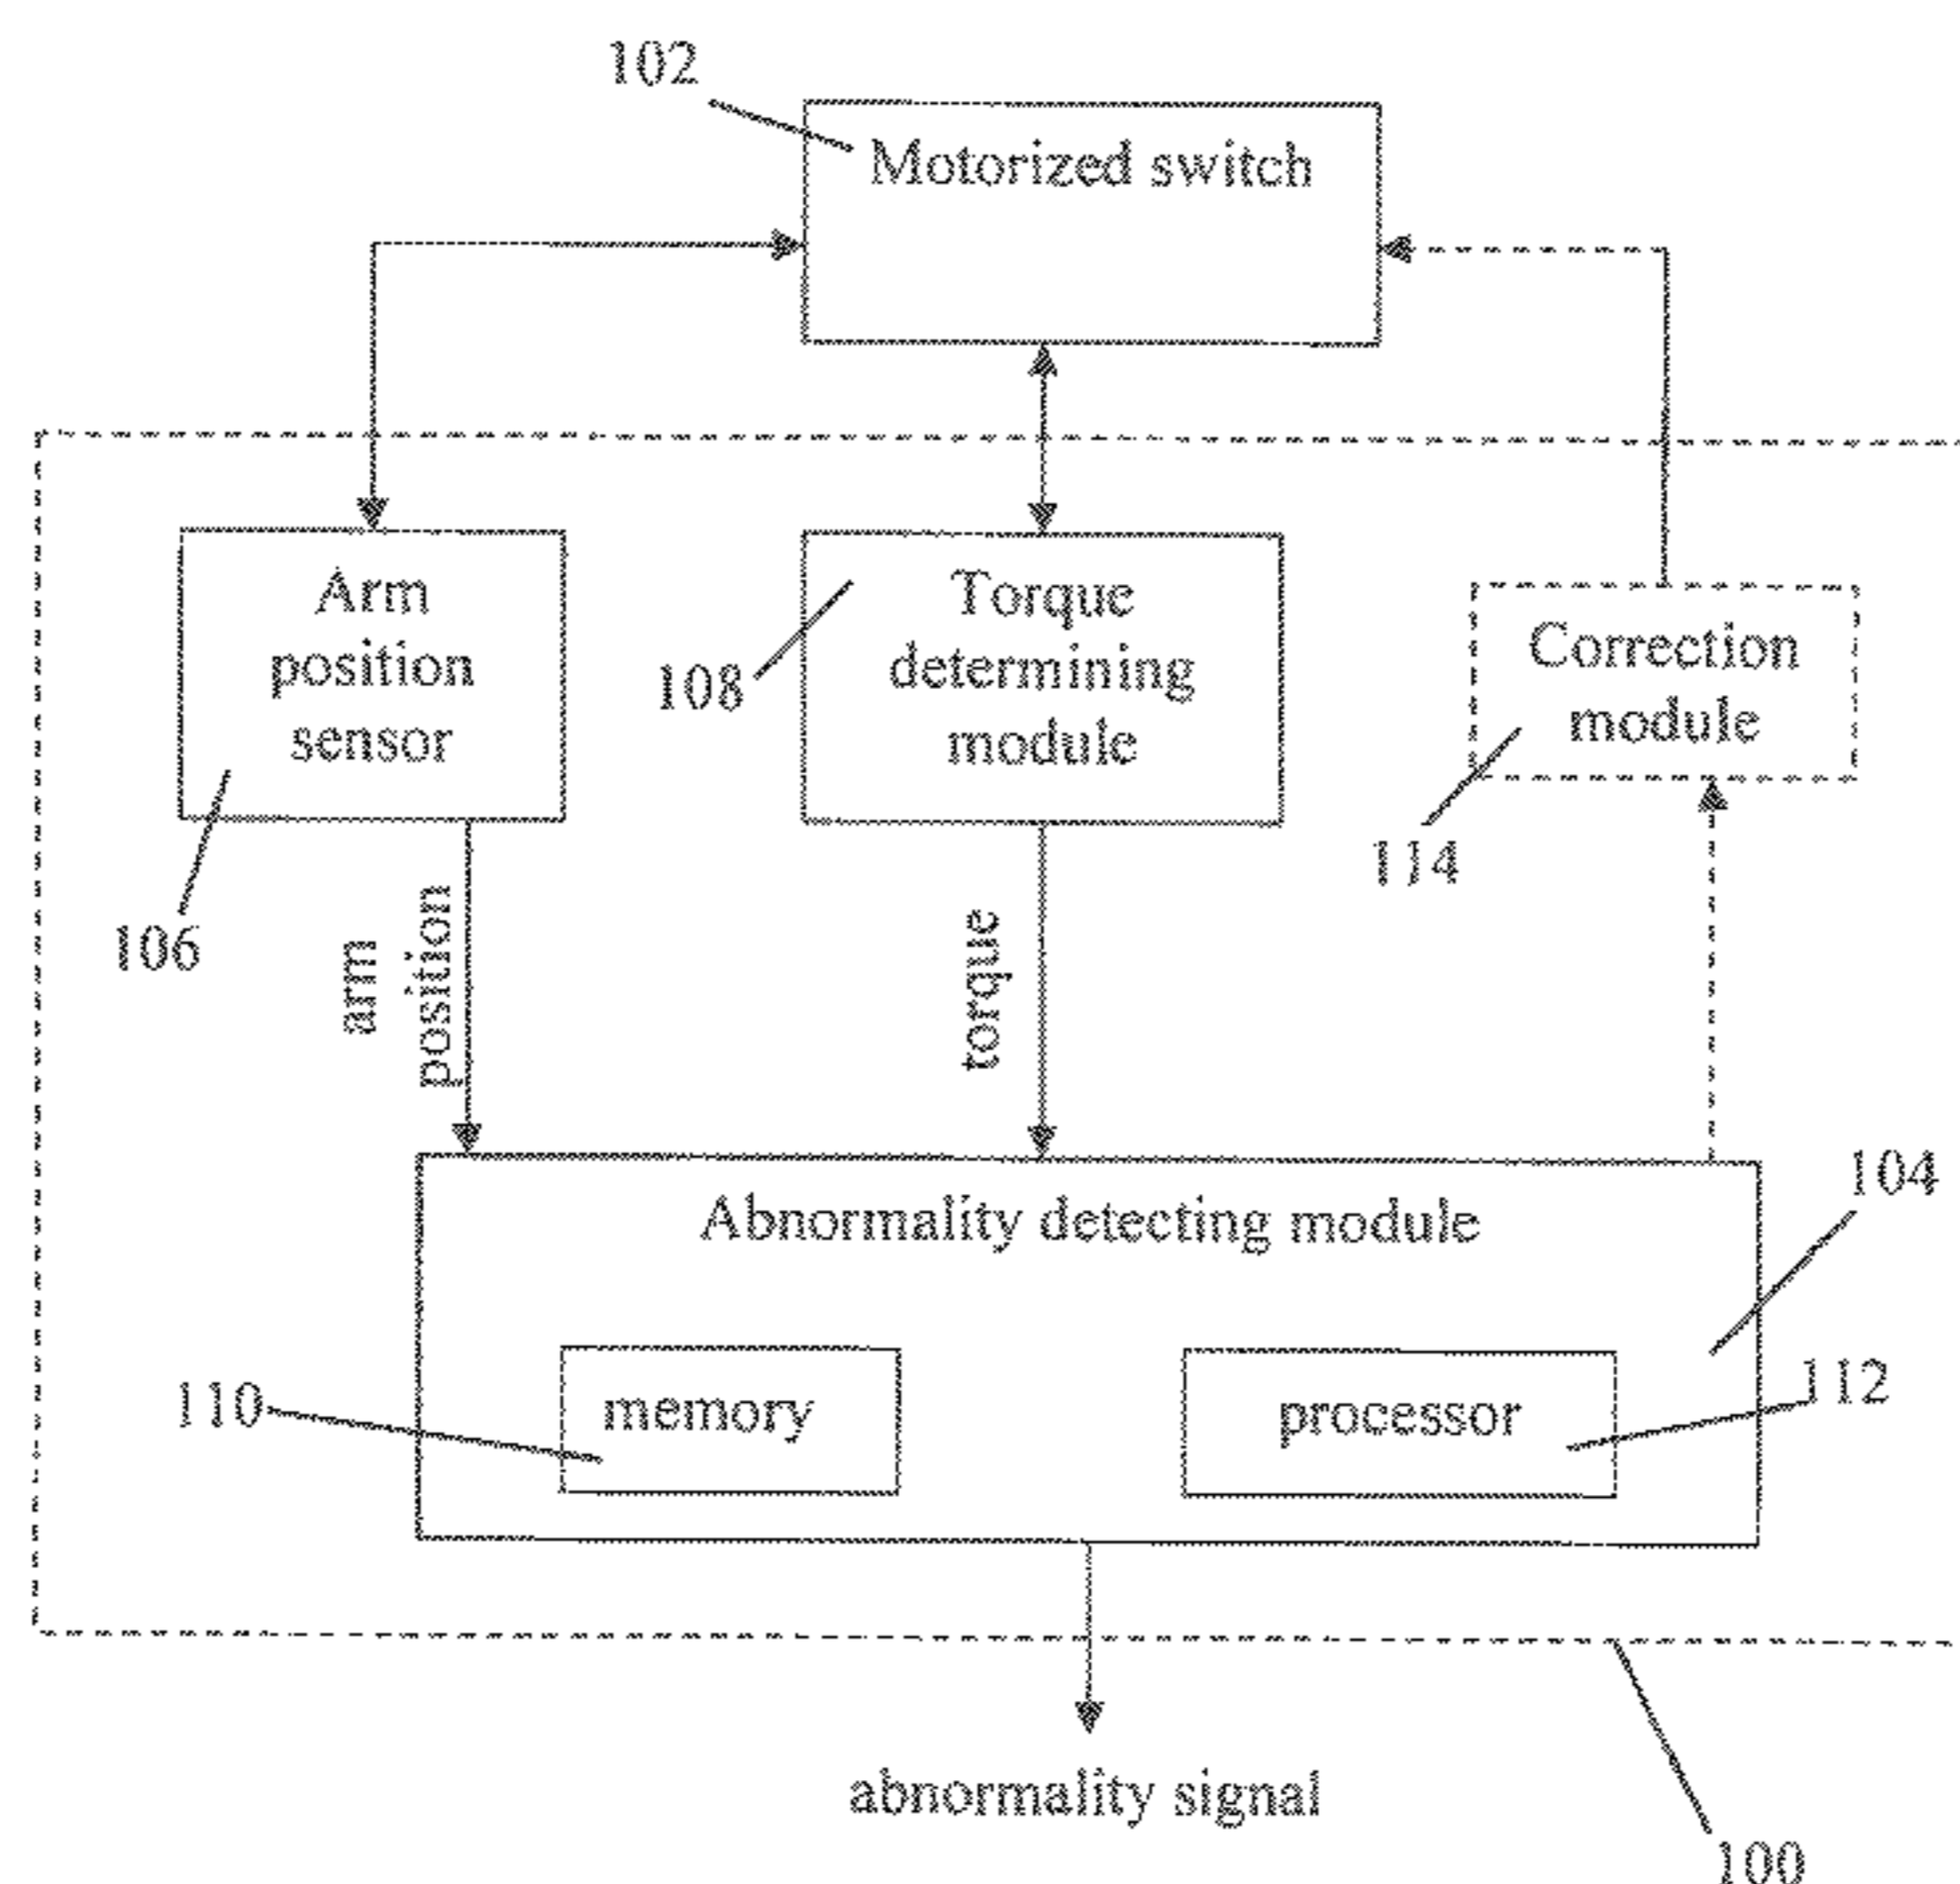 102
Motorized switch
Arm
position
sensor
108
Torque
determining
module
Correction
module
114
106
arm
position
torque
104
Abnormality detecting module
110
memory
processor
112
abnormality signal
100